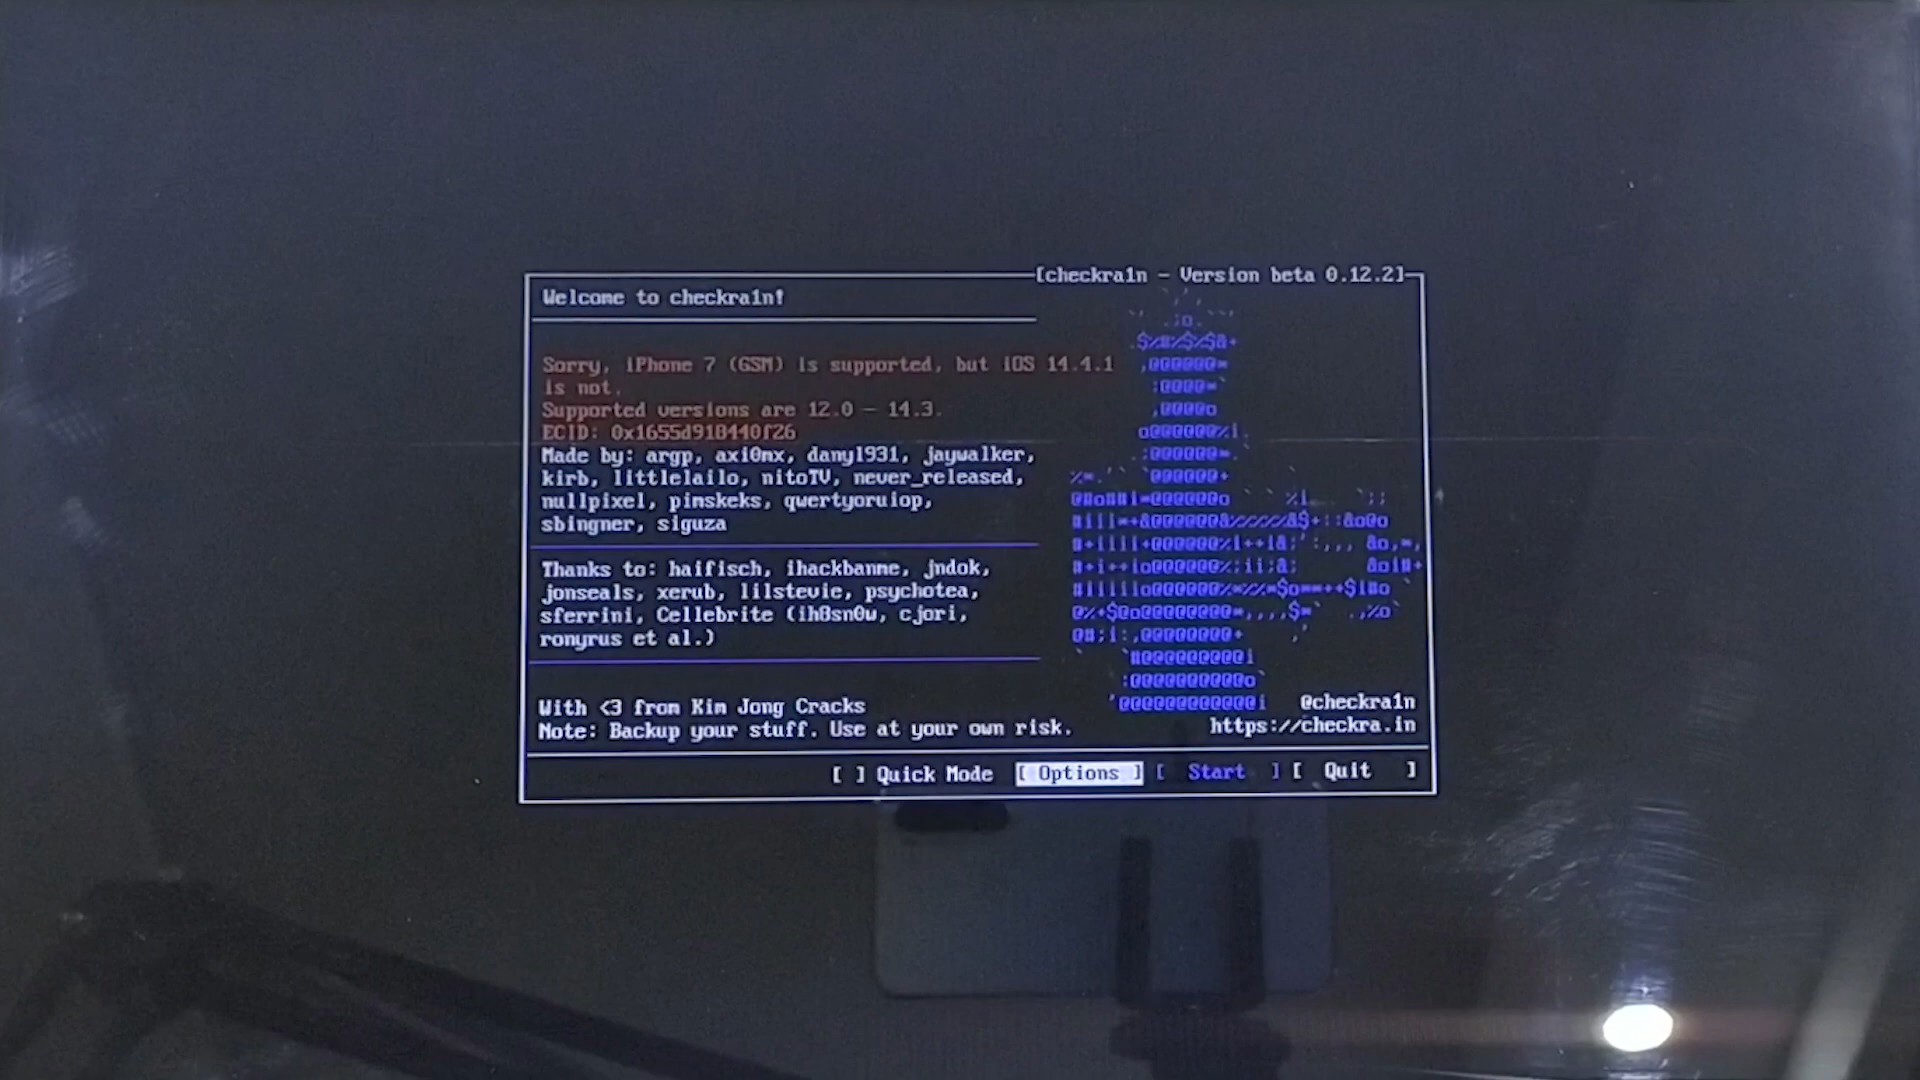 [checkra1n - Version beta 0.12.2]
Welcome to checkra1n!
Sorry, iPhone 7 (GSM) is supported, but iOS 14.4.1
is not.
Supported versions are 12.0 - 14.3.
ECID: 0x1655d918440f26
Made by: argp, axi0mx, danyl931, jaywalker,
kirb, littlelailo, nitoTV, never_released,
nullpixel, pimskeks, qwertyoruiop,
sbingner, siguza
Thanks to: haifisch, ihackbanme, jndok,
jonseals, xerub, lilstevie, psychotea,
sferrini, Cellebrite (ih8sn0w, cjori,
ronyrus et al.)
With <3 from Kim Jong Cracks
@checkra1n
Note: Backup your stuff. Use at your own risk.
https://checkra.in
[ ] Quick Mode [ Options ] [ Start ] [ Quit ]